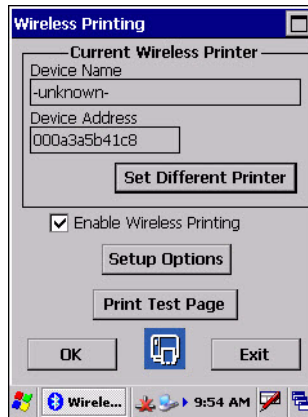 Wireless Printing
Current Wireless Printer
Device Name
-unknown-
Device Address
000a3a5b41c8
Set Different Printer
Enable Wireless Printing
Setup Options
Print Test Page
OK
Exit
Wirele...
9:54 AM